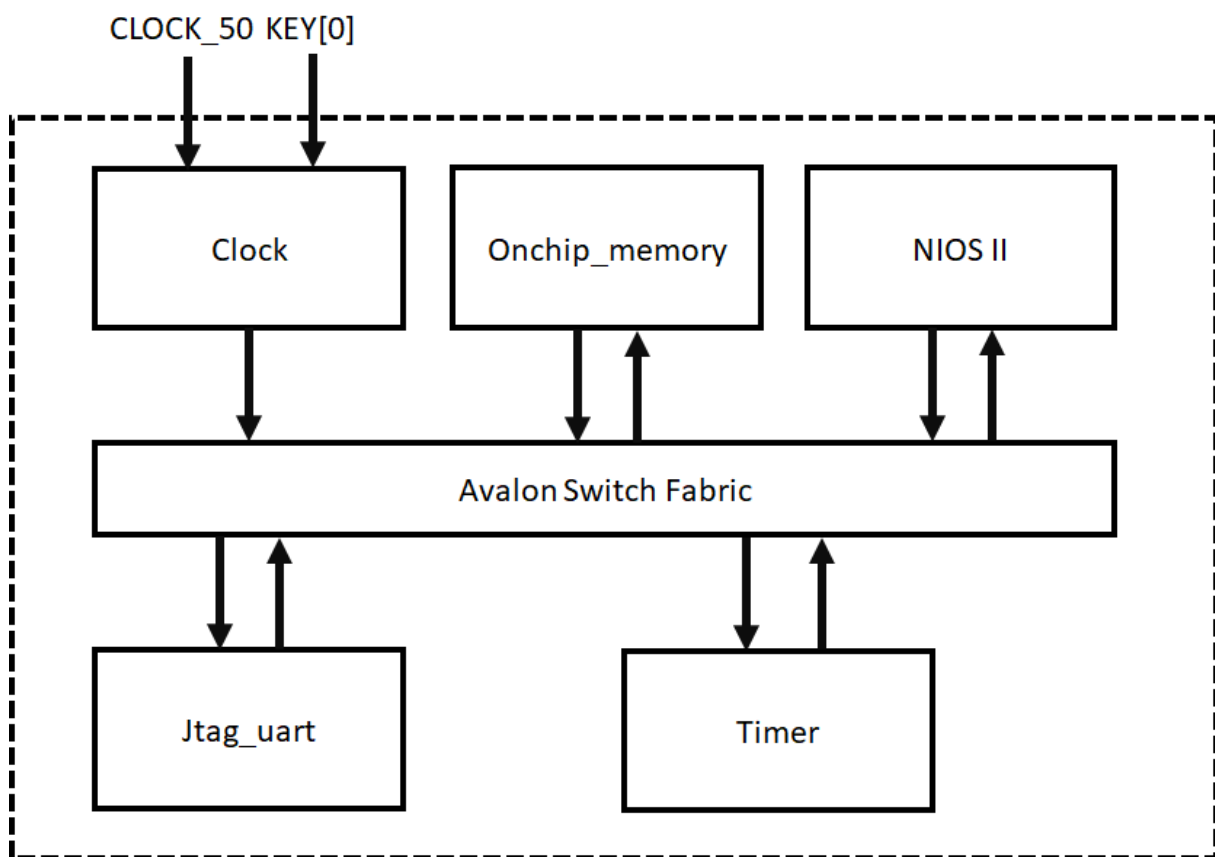 CLOCK_50 KEY[0]
Clock
Onchip_memory
NIOS II
Avalon Switch Fabric
Jtag_uart
Timer